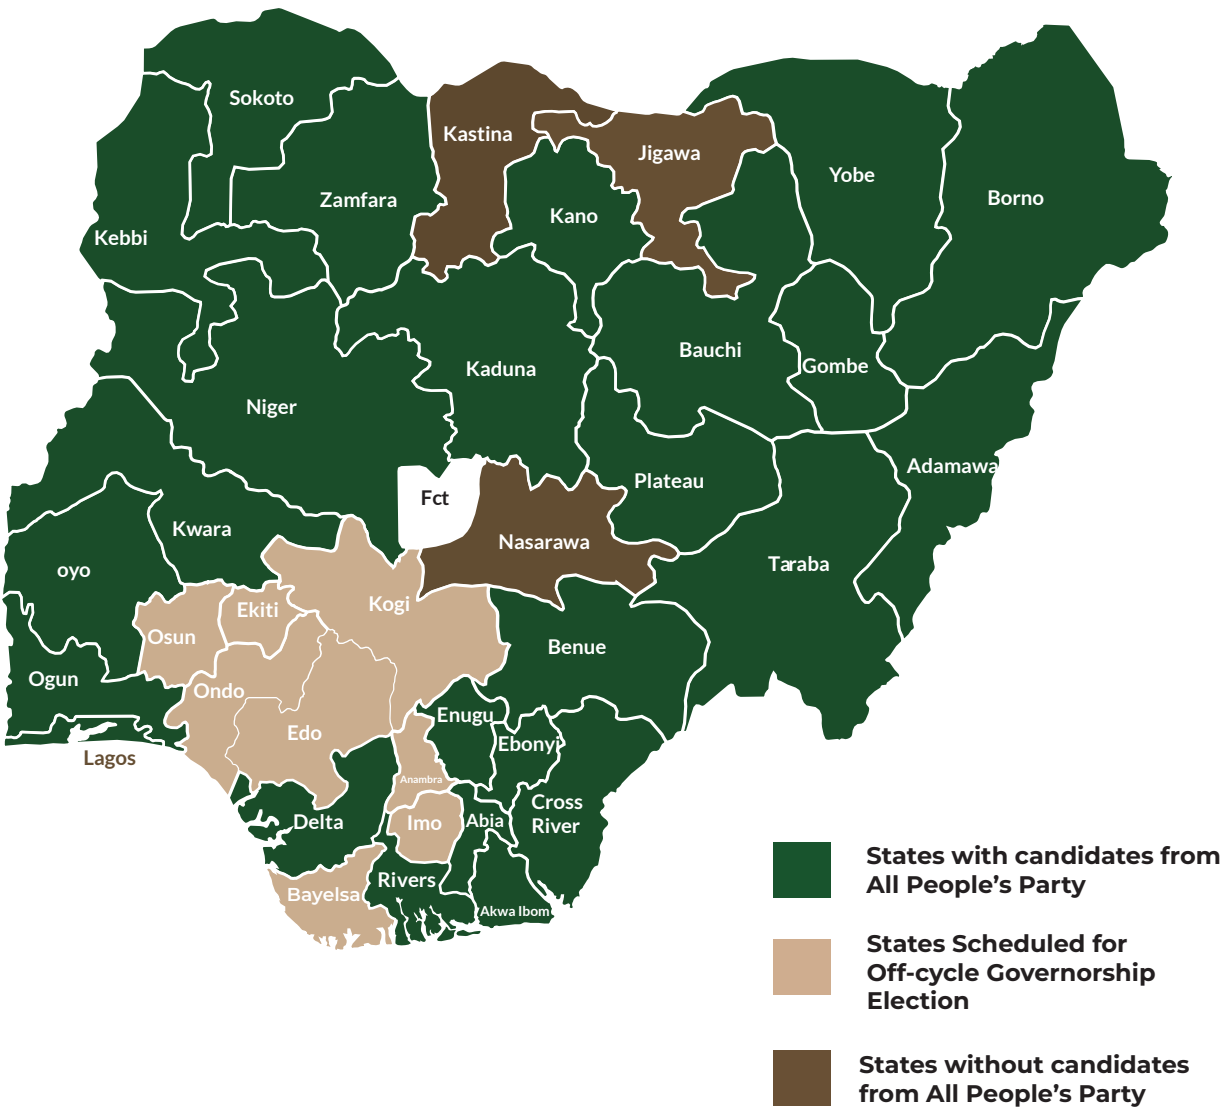 Sokoto
Kastina
Jigawa
Yobe
Borno
Zamfara
Kano
Kebbi
Bauchi
Gombe
Kaduna
Niger
Adamawa
Plateau
Fct
Kwara
Nasarawa
Taraba
oyo
Ekiti
Kogi
Osun
Benue
Ogun
Ondo
Enugu
Edo
Ebonyi
Lagos
Anambra
Cross
River
Delta
Imo
Abia
Rivers
Bayelsa
Akwa Ibom
States with candidates from
All People's Party
States Scheduled for
Off-cycle Governorship
Election
States without candidates
from All People's Party